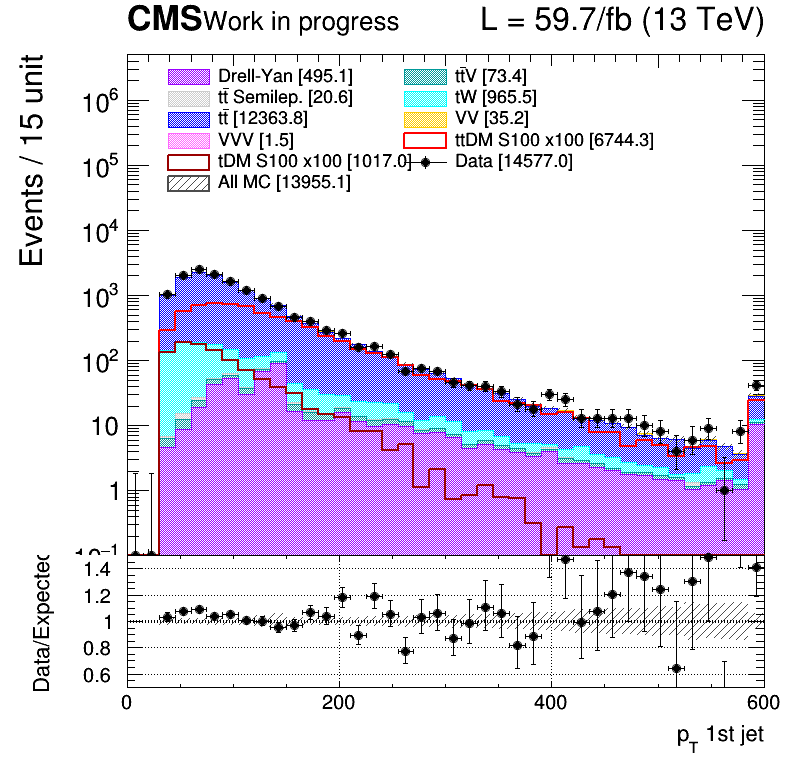 CMS Work in progress L = 59.7/fb (13 TeV)
Events / 15 unit
Drell-Yan [495.1] tt̄V [73.4]
tt̄ Semilep. [20.6] tW [965.5]
tt̄ [12363.8] VV [35.2]
VVV [1.5] ttDM S100 x100 [6744.3]
tDM S100 x100 [1017.0] Data [14577.0]
All MC [13955.1]
10⁶
10⁵
10⁴
10³
10²
10
1
10⁻¹
Data/Expected
1.4
1.2
1
0.8
0.6
0 200 400 600
p_T 1st jet